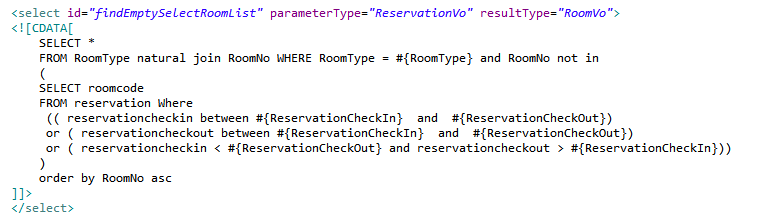 <select id="findEmptySelectRoomList" parameterType="ReservationVo" resultType="RoomVo">
<![CDATA[
SELECT *
FROM RoomType natural join RoomNo WHERE RoomType = #{RoomType} and RoomNo not in
(
SELECT roomcode
FROM reservation Where
(( reservationcheckin between #{ReservationCheckIn}  and  #{ReservationCheckOut})
or ( reservationcheckout between #{ReservationCheckIn}  and  #{ReservationCheckOut})
or ( reservationcheckin < #{ReservationCheckOut} and reservationcheckout > #{ReservationCheckIn}))
)
order by RoomNo asc
]]>
</select>